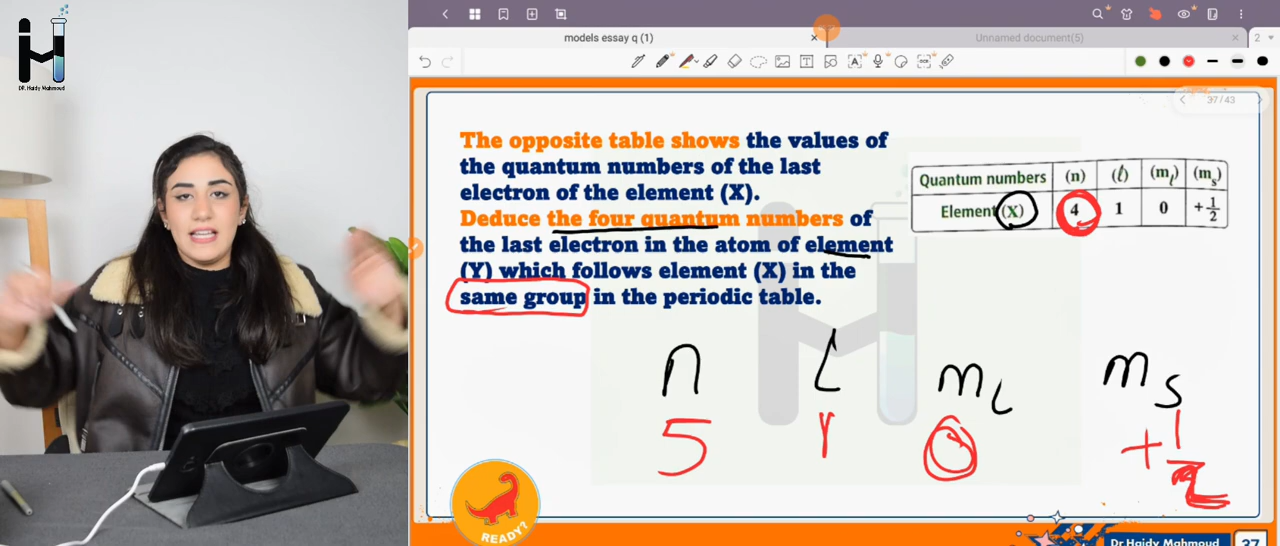 DR. Haidy Mahmoud
models essay q (1)
Unnamed document(5)
2
37/43
The opposite table shows the values of
the quantum numbers of the last
electron of the element (X).
Deduce the four quantum numbers of
the last electron in the atom of element
(Y) which follows element (X) in the
same group in the periodic table.
Quantum numbers (n) (ℓ) (mℓ) (ms)
Element (X) 4 1 0 +1/2
n l ml ms
5 1 0 +1/2
READY?
Dr Haidy Mahmoud
37